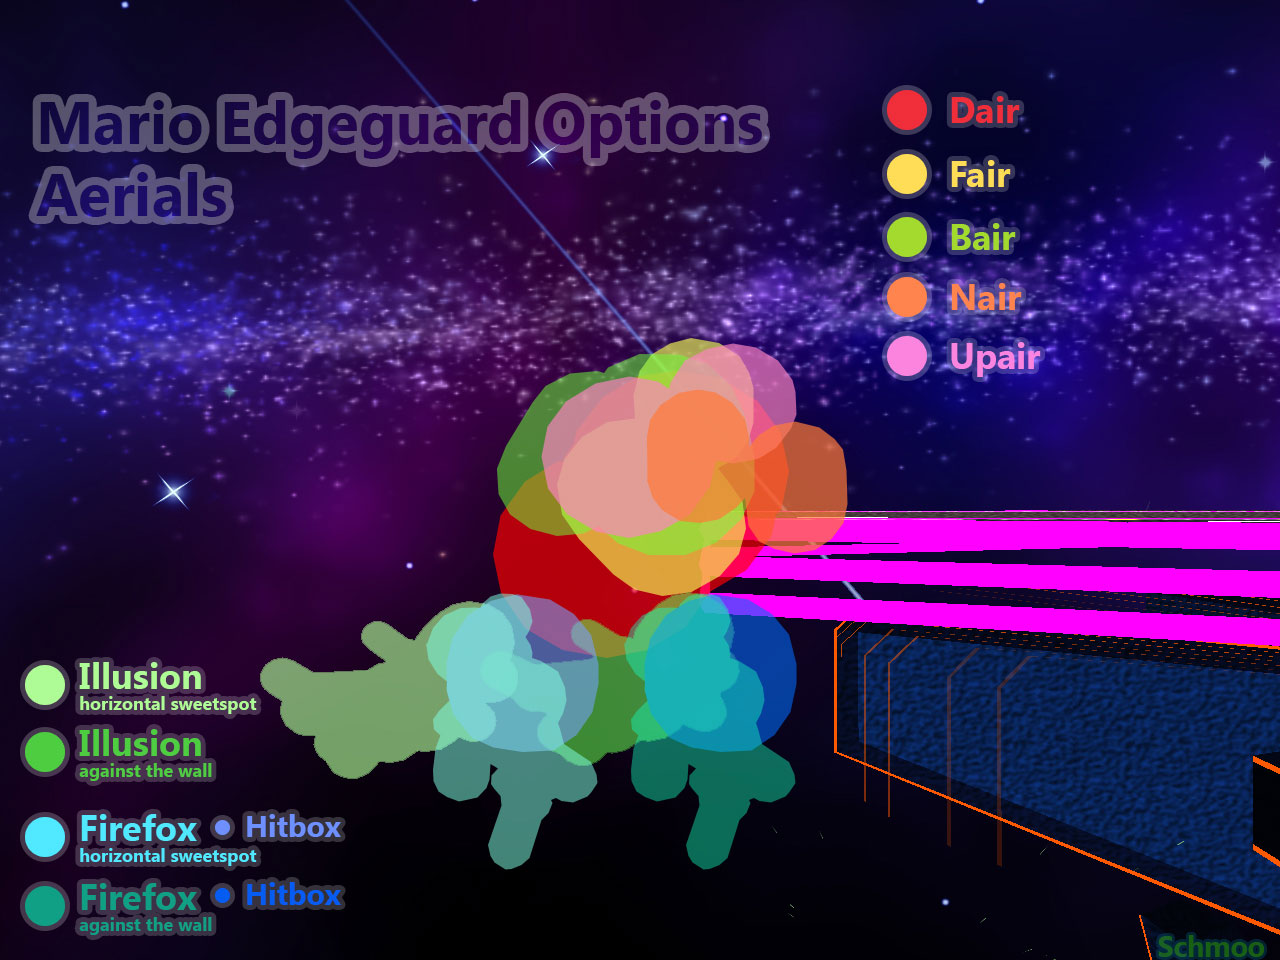 Mario Edgeguard Options
Aerials
Dair
Fair
Bair
Nair
Upair
Illusion
horizontal sweetspot
Illusion
against the wall
Firefox Hitbox
horizontal sweetspot
Firefox Hitbox
against the wall
Schmoo